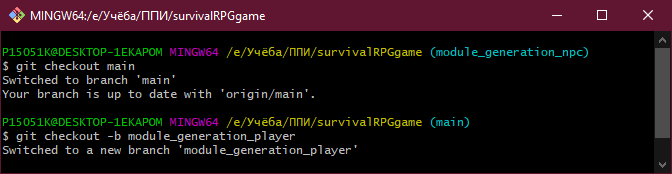 MINGW64:/e/Учёба/ППИ/survivalRPGgame
P15051K@DESKTOP-1EKAPOM MINGW64 /e/Учёба/ППИ/survivalRPGgame (module_generation_npc)
$ git checkout main
Switched to branch 'main'
Your branch is up to date with 'origin/main'.
P15051K@DESKTOP-1EKAPOM MINGW64 /e/Учёба/ППИ/survivalRPGgame (main)
$ git checkout -b module_generation_player
Switched to a new branch 'module_generation_player'